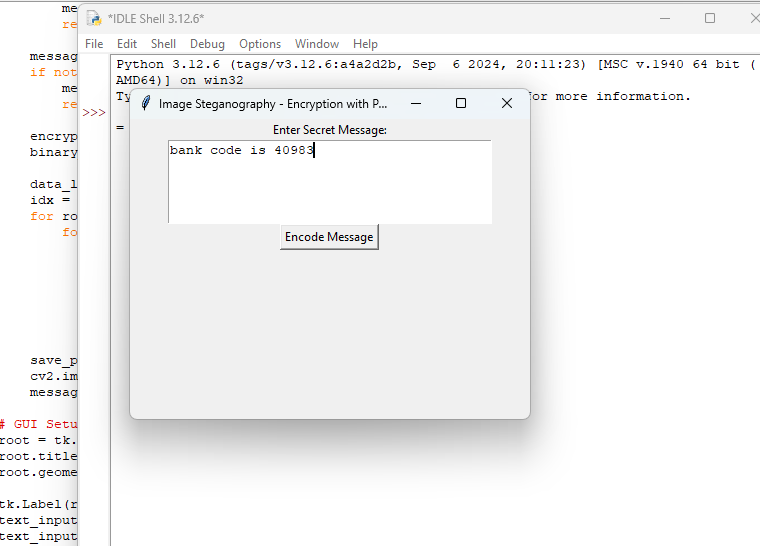 me
re
messag
if not
me
re
encryp
binary
data_l
idx =
for ro
fo
save_p
cv2.im
messag
# GUI Setu
root = tk.
root.title
root.geome
tk.Label(r
text_input
text_input
*IDLE Shell 3.12.6*
File Edit Shell Debug Options Window Help
Python 3.12.6 (tags/v3.12.6:a4a2d2b, Sep  6 2024, 20:11:23) [MSC v.1940 64 bit (
AMD64)] on win32
Ty
for more information.
>>>
=
Image Steganography - Encryption with P...
Enter Secret Message:
bank code is 40983
Encode Message